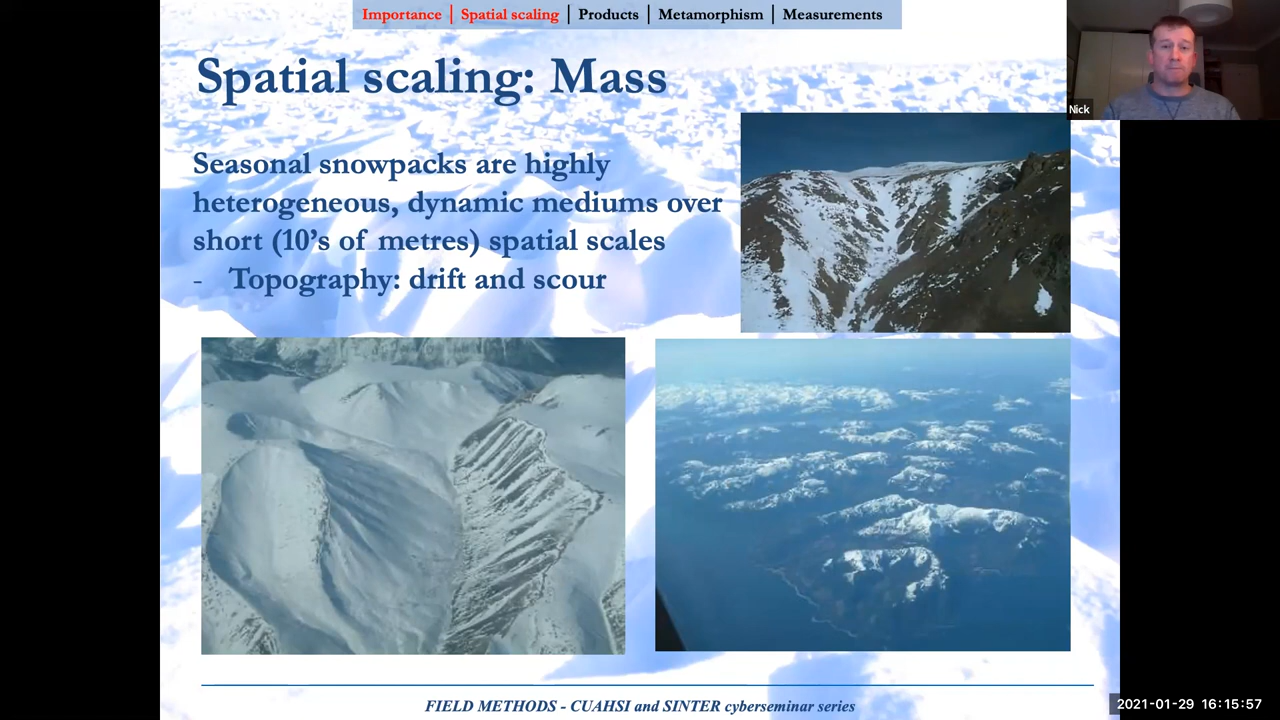 Importance | Spatial scaling | Products | Metamorphism | Measurements
Spatial scaling: Mass
Nick
Seasonal snowpacks are highly
heterogeneous, dynamic mediums over
short (10’s of metres) spatial scales
- Topography: drift and scour
FIELD METHODS - CUAHSI and SINTER cyberseminar series
2021-01-29 16:15:57